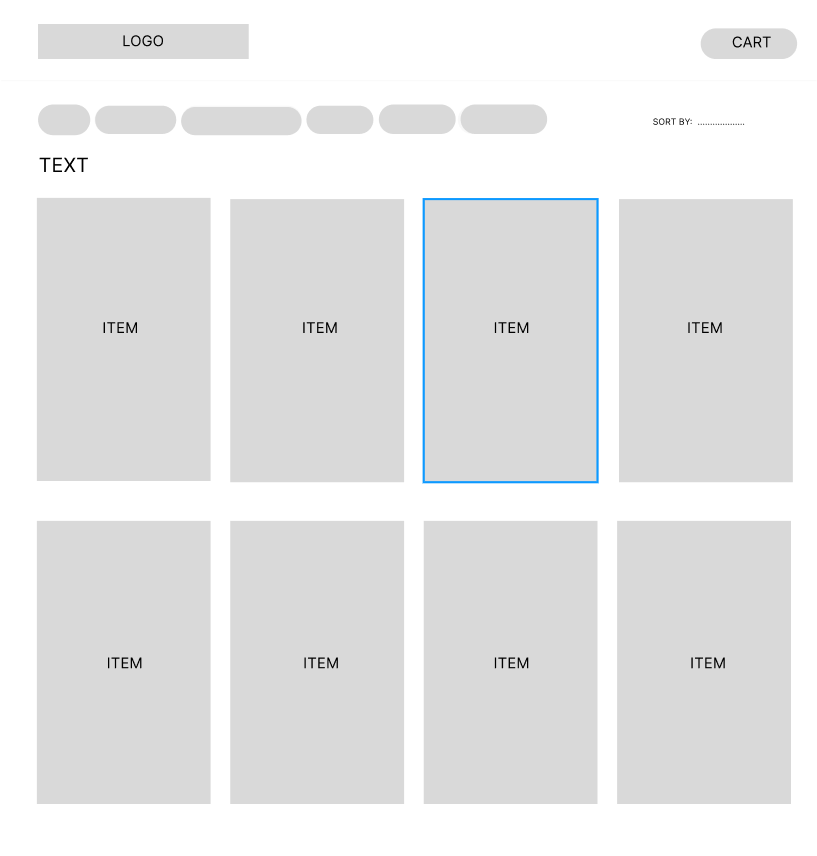 LOGO
CART
SORT BY: ...................
TEXT
ITEM
ITEM
ITEM
ITEM
ITEM
ITEM
ITEM
ITEM